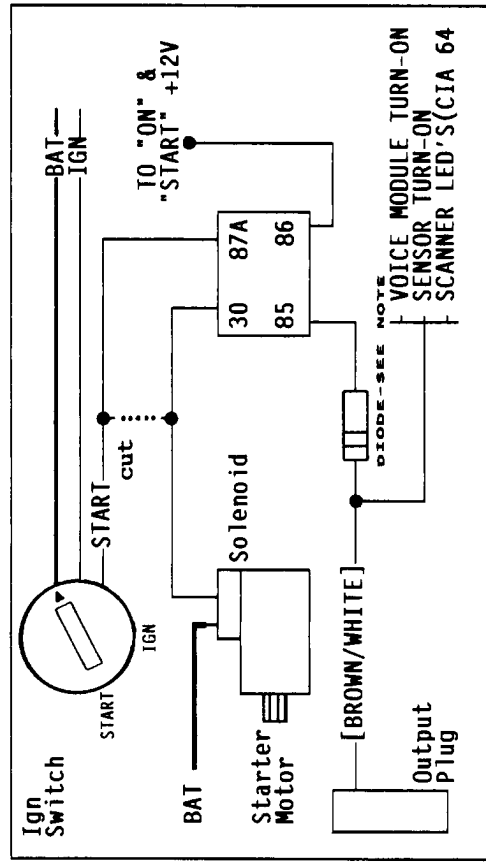 Ign
Switch
START
IGN
START
BAT
IGN
cut
TO "ON" &
"START" +12V
BAT
Solenoid
30
87A
85
86
Starter
Motor
DIODE-SEE NOTE
[BROWN/WHITE]
Output
Plug
VOICE MODULE TURN-ON
SENSOR TURN-ON
SCANNER LED'S(CIA 64